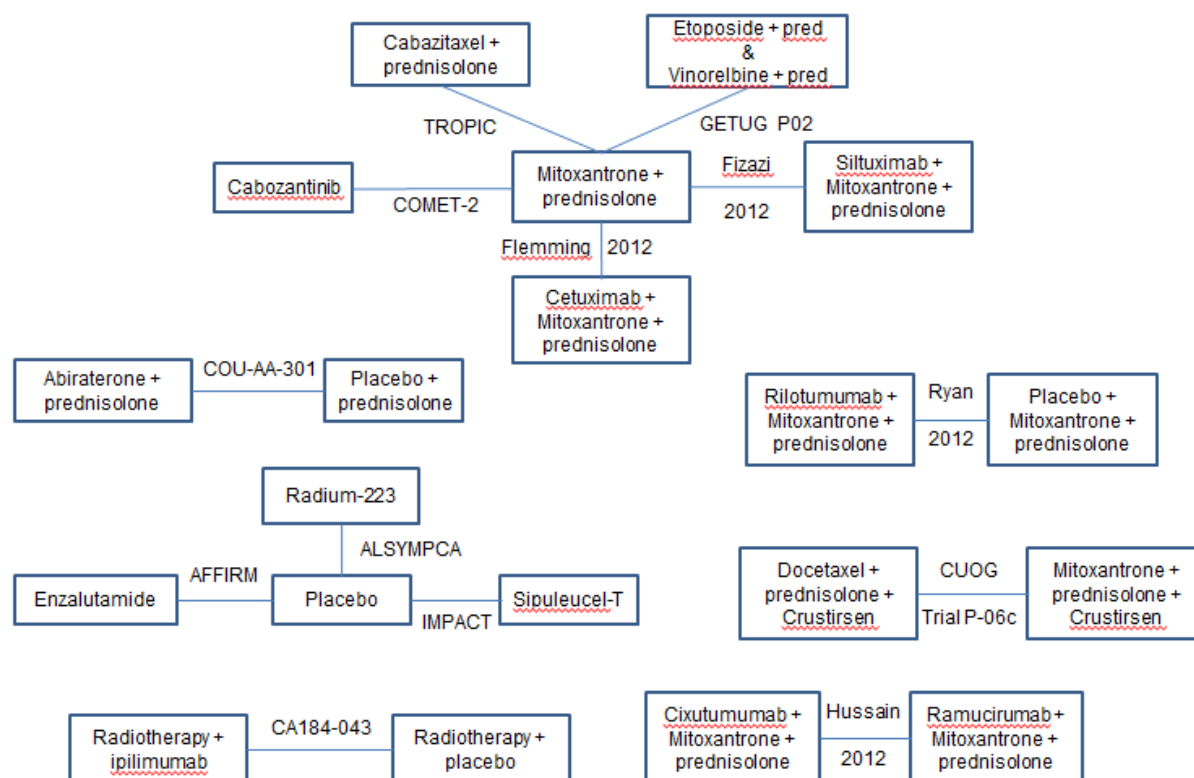 Cabazitaxel +
prednisolone
Etoposide + pred
&
Vinorelbine + pred
TROPIC
GETUG P02
Cabozantinib
COMET-2
Mitoxantrone +
prednisolone
Fizazi
2012
Siltuximab +
Mitoxantrone +
prednisolone
Flemming 2012
Cetuximab +
Mitoxantrone +
prednisolone
Abiraterone +
prednisolone
COU-AA-301
Placebo +
prednisolone
Rilotumumab +
Mitoxantrone +
prednisolone
Ryan
2012
Placebo +
Mitoxantrone +
prednisolone
Radium-223
ALSYMPCA
Enzalutamide
AFFIRM
Placebo
IMPACT
Sipuleucel-T
Docetaxel +
prednisolone +
Crustirsen
CUOG
Trial P-06c
Mitoxantrone +
prednisolone +
Crustirsen
Radiotherapy +
ipilimumab
CA184-043
Radiotherapy +
placebo
Cixutumumab +
Mitoxantrone +
prednisolone
Hussain
2012
Ramucirumab +
Mitoxantrone +
prednisolone